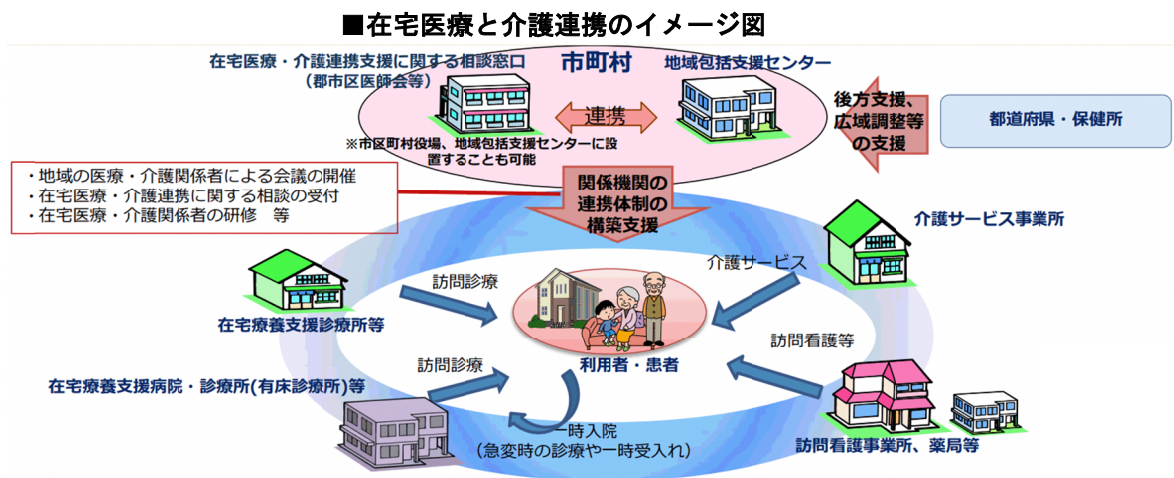 ■在宅医療と介護連携のイメージ図
在宅医療・介護連携支援に関する相談窓口
（郡市区医師会等）
市町村
地域包括支援センター
連携
※市区町村役場、地域包括支援センターに設
置することも可能
後方支援、
広域調整等
の支援
都道府県・保健所
・地域の医療・介護関係者による会議の開催
・在宅医療・介護連携に関する相談の受付
・在宅医療・介護関係者の研修　等
関係機関の
連携体制の
構築支援
介護サービス事業所
介護サービス
訪問診療
在宅療養支援診療所等
利用者・患者
訪問看護等
訪問診療
在宅療養支援病院・診療所(有床診療所)等
一時入院
（急変時の診療や一時受入れ）
訪問看護事業所、薬局等